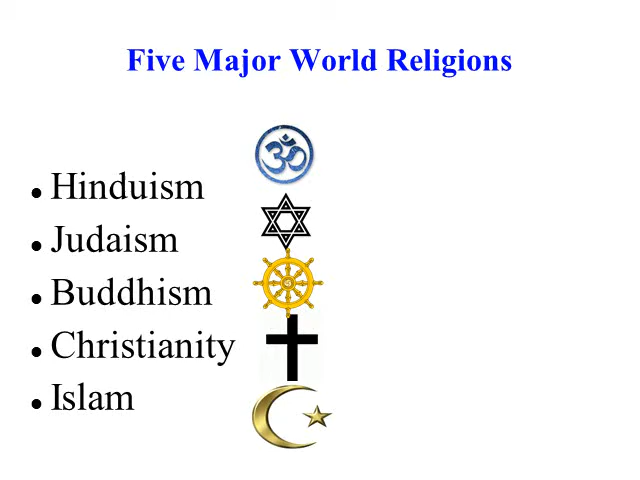 Five Major World Religions
● Hinduism
● Judaism
● Buddhism
● Christianity
● Islam